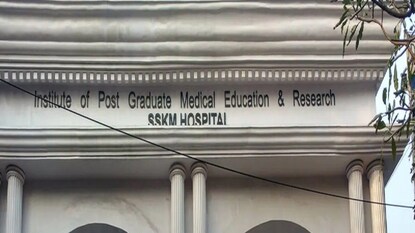 Institute of Post Graduate Medical Education & Research
SSKM HOSPITAL